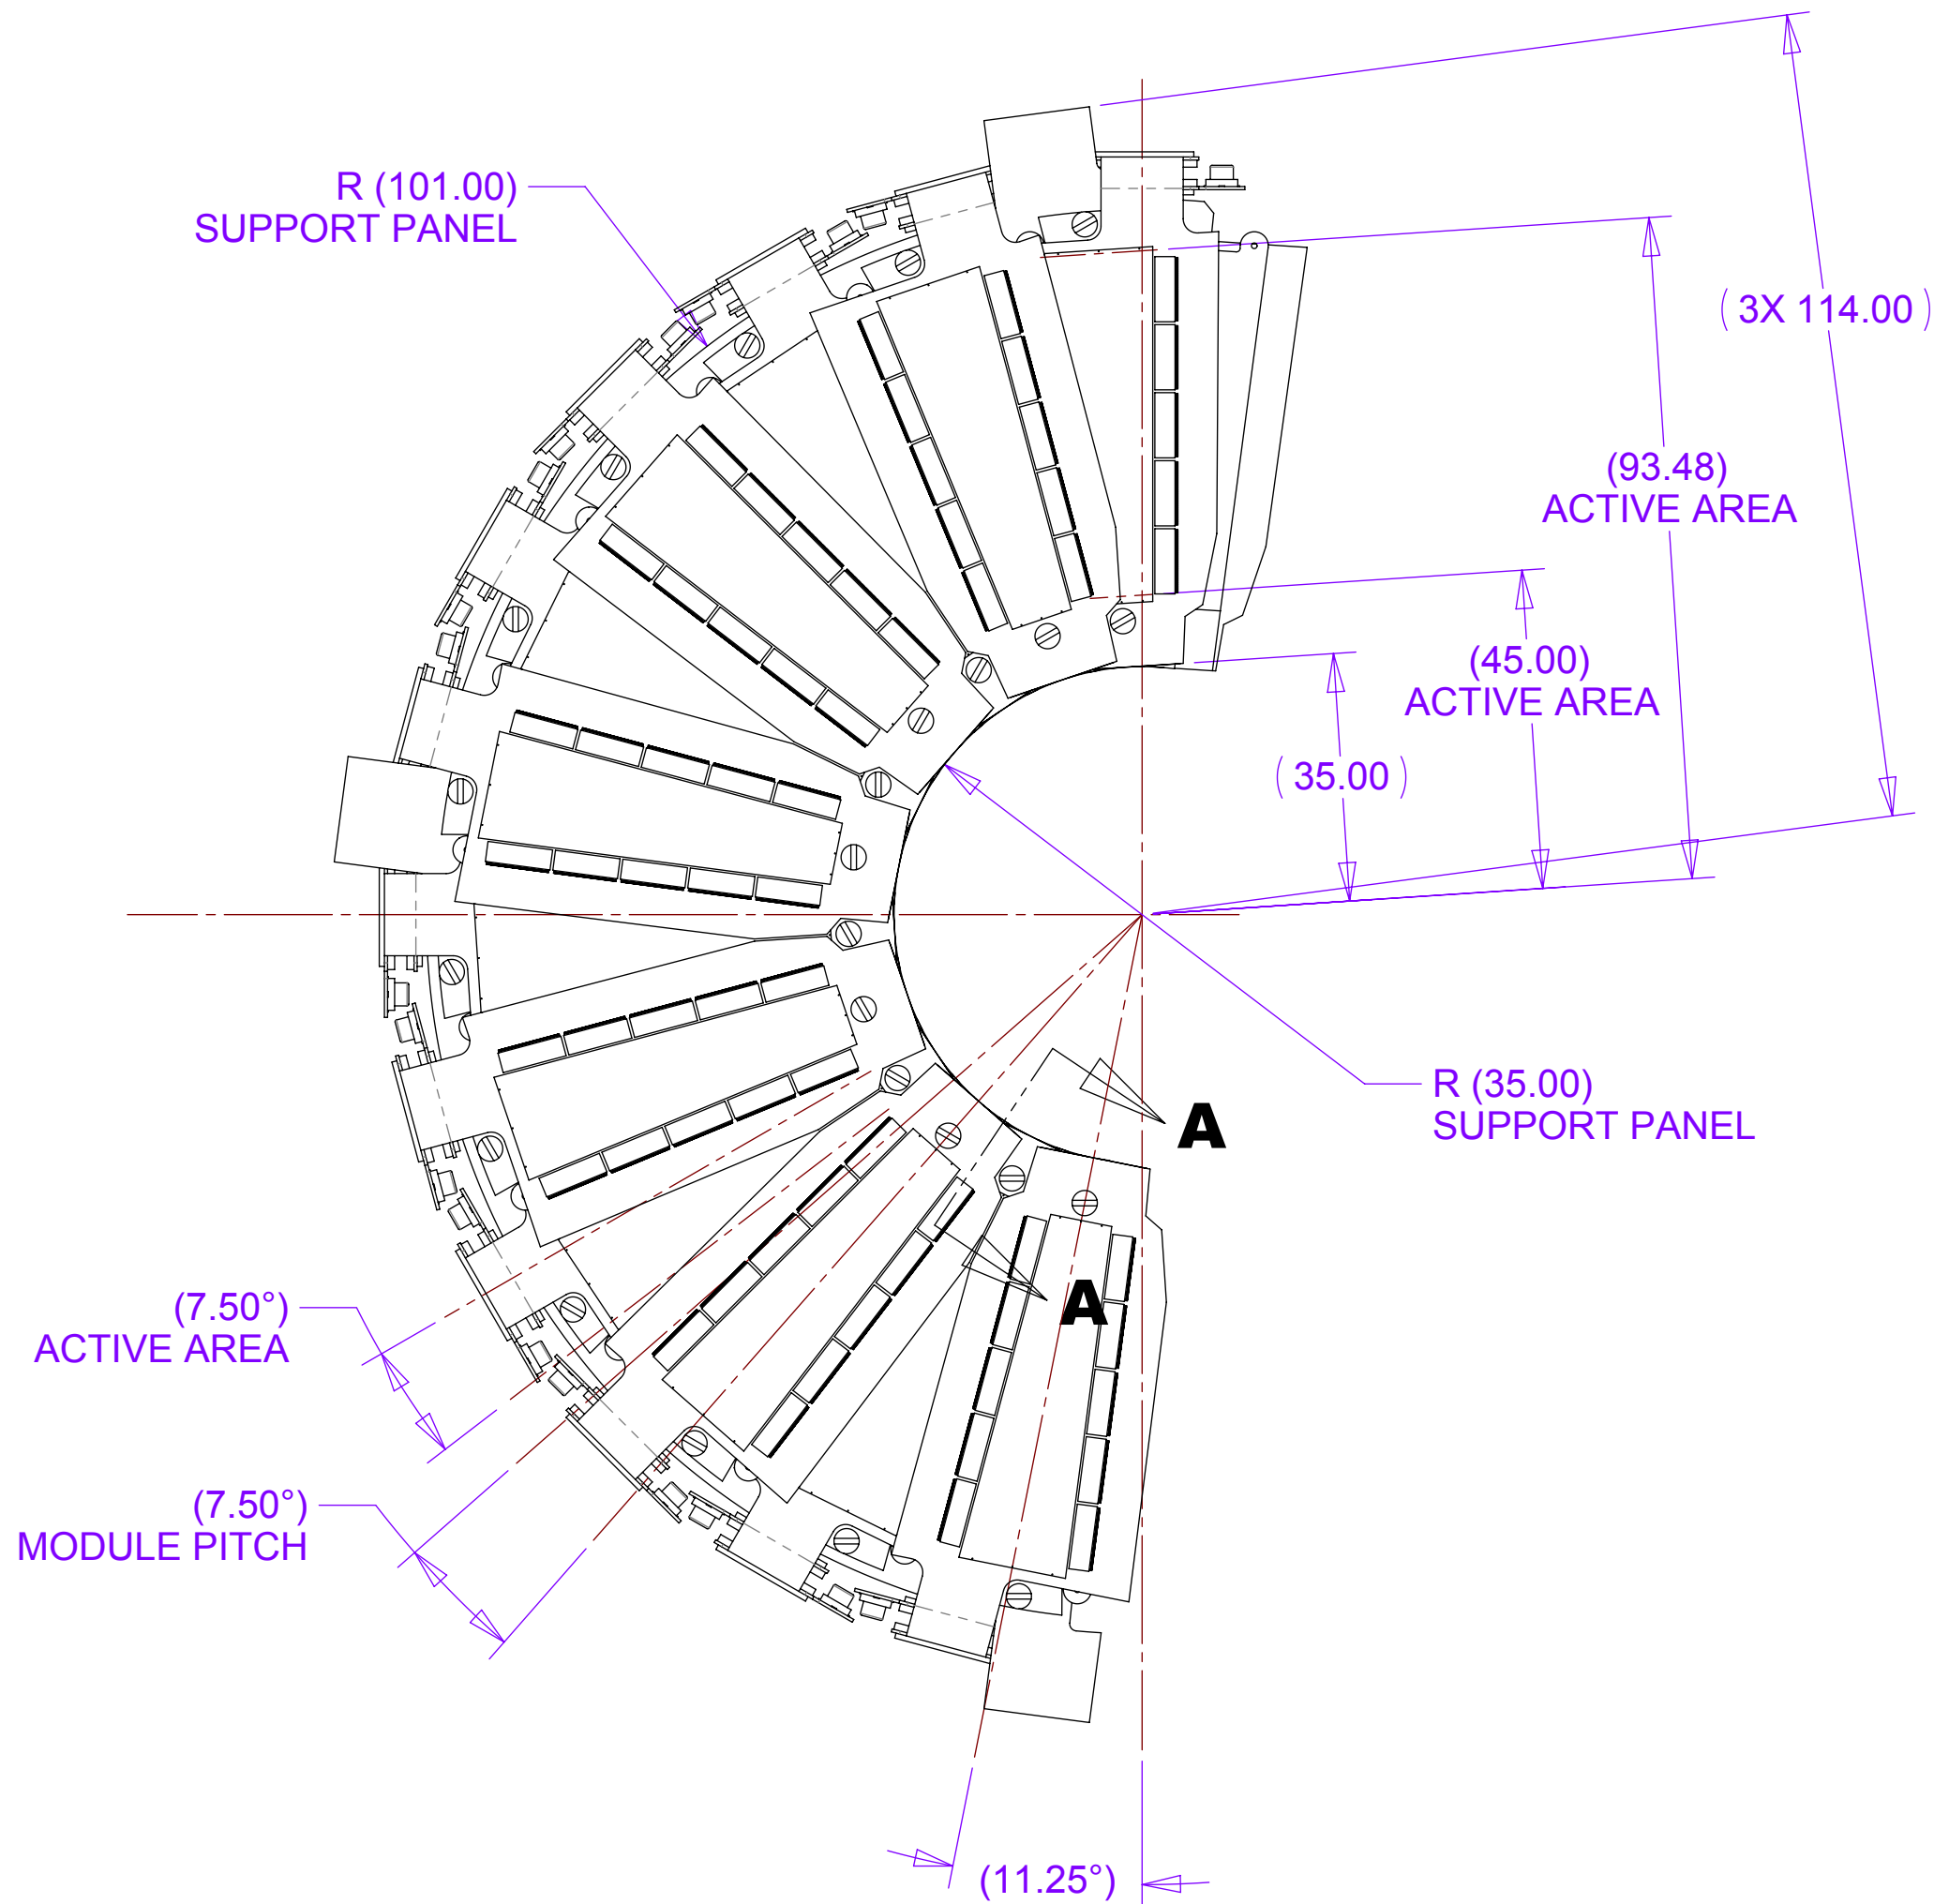 R (101.00)
SUPPORT PANEL
( 3X 114.00 )
(93.48)
ACTIVE AREA
(45.00)
ACTIVE AREA
( 35.00 )
R (35.00)
SUPPORT PANEL
A
A
(7.50°)
ACTIVE AREA
(7.50°)
MODULE PITCH
(11.25°)